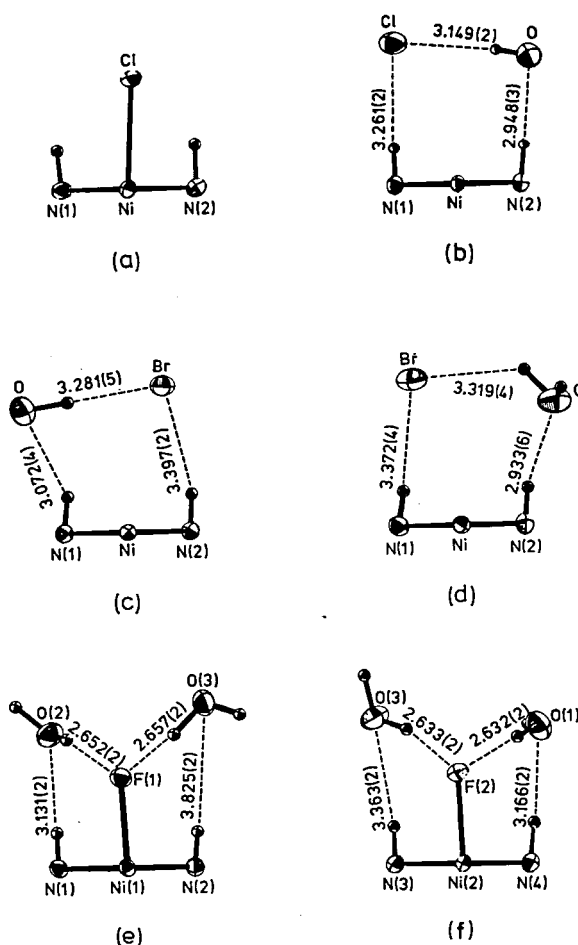 Cl
N(1) Ni N(2)
(a)
Cl 3.149(2) O
3.261(2) 2.948(3)
N(1) Ni N(2)
(b)
O 3.281(5) Br
3.072(4) 3.397(2)
N(1) Ni N(2)
(c)
Br 3.319(4)
3.372(4) 2.933(6)
N(1) Ni N(2)
(d)
O(2) O(3)
2.652(2) 2.657(2)
F(1)
3.131(2) 3.825(2)
N(1) Ni(1) N(2)
(e)
O(3) O(1)
2.633(2) 2.632(2)
F(2)
3.363(2) 3.166(2)
N(3) Ni(2) N(4)
(f)